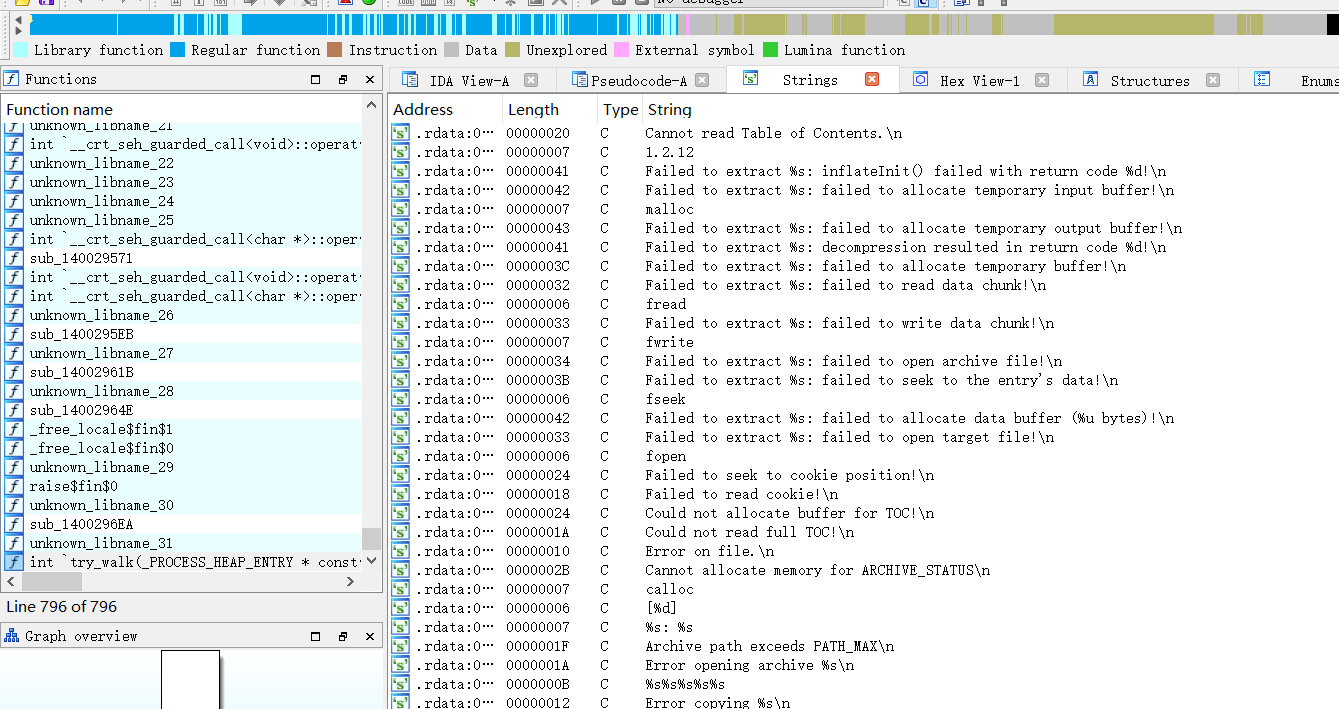 No debugger
Library function Regular function Instruction Data Unexplored External symbol Lumina function
Functions
IDA View-A Pseudocode-A Strings Hex View-1 Structures Enums
Function name
unknown_libname_21
int `__crt_seh_guarded_call<void>::operat
unknown_libname_22
unknown_libname_23
unknown_libname_24
unknown_libname_25
int `__crt_seh_guarded_call<char *>::oper
sub_140029571
int `__crt_seh_guarded_call<void>::operat
int `__crt_seh_guarded_call<char *>::oper
unknown_libname_26
sub_1400295EB
unknown_libname_27
sub_14002961B
unknown_libname_28
sub_14002964E
_free_locale$fin$1
_free_locale$fin$0
unknown_libname_29
raise$fin$0
unknown_libname_30
sub_1400296EA
unknown_libname_31
int `try_walk(_PROCESS_HEAP_ENTRY * const
Line 796 of 796
Graph overview
Address Length Type String
.rdata:0… 00000020 C Cannot read Table of Contents.\n
.rdata:0… 00000007 C 1.2.12
.rdata:0… 00000041 C Failed to extract %s: inflateInit() failed with return code %d!\n
.rdata:0… 00000042 C Failed to extract %s: failed to allocate temporary input buffer!\n
.rdata:0… 00000007 C malloc
.rdata:0… 00000043 C Failed to extract %s: failed to allocate temporary output buffer!\n
.rdata:0… 00000041 C Failed to extract %s: decompression resulted in return code %d!\n
.rdata:0… 0000003C C Failed to extract %s: failed to allocate temporary buffer!\n
.rdata:0… 00000032 C Failed to extract %s: failed to read data chunk!\n
.rdata:0… 00000006 C fread
.rdata:0… 00000033 C Failed to extract %s: failed to write data chunk!\n
.rdata:0… 00000007 C fwrite
.rdata:0… 00000034 C Failed to extract %s: failed to open archive file!\n
.rdata:0… 0000003B C Failed to extract %s: failed to seek to the entry's data!\n
.rdata:0… 00000006 C fseek
.rdata:0… 00000042 C Failed to extract %s: failed to allocate data buffer (%u bytes)!\n
.rdata:0… 00000033 C Failed to extract %s: failed to open target file!\n
.rdata:0… 00000006 C fopen
.rdata:0… 00000024 C Failed to seek to cookie position!\n
.rdata:0… 00000018 C Failed to read cookie!\n
.rdata:0… 00000024 C Could not allocate buffer for TOC!\n
.rdata:0… 0000001A C Could not read full TOC!\n
.rdata:0… 00000010 C Error on file.\n
.rdata:0… 0000002B C Cannot allocate memory for ARCHIVE_STATUS\n
.rdata:0… 00000007 C calloc
.rdata:0… 00000006 C [%d]
.rdata:0… 00000007 C %s: %s
.rdata:0… 0000001F C Archive path exceeds PATH_MAX\n
.rdata:0… 0000001A C Error opening archive %s\n
.rdata:0… 0000000B C %s%s%s%s%s
.rdata:0… 00000012 C Error copying %s\n